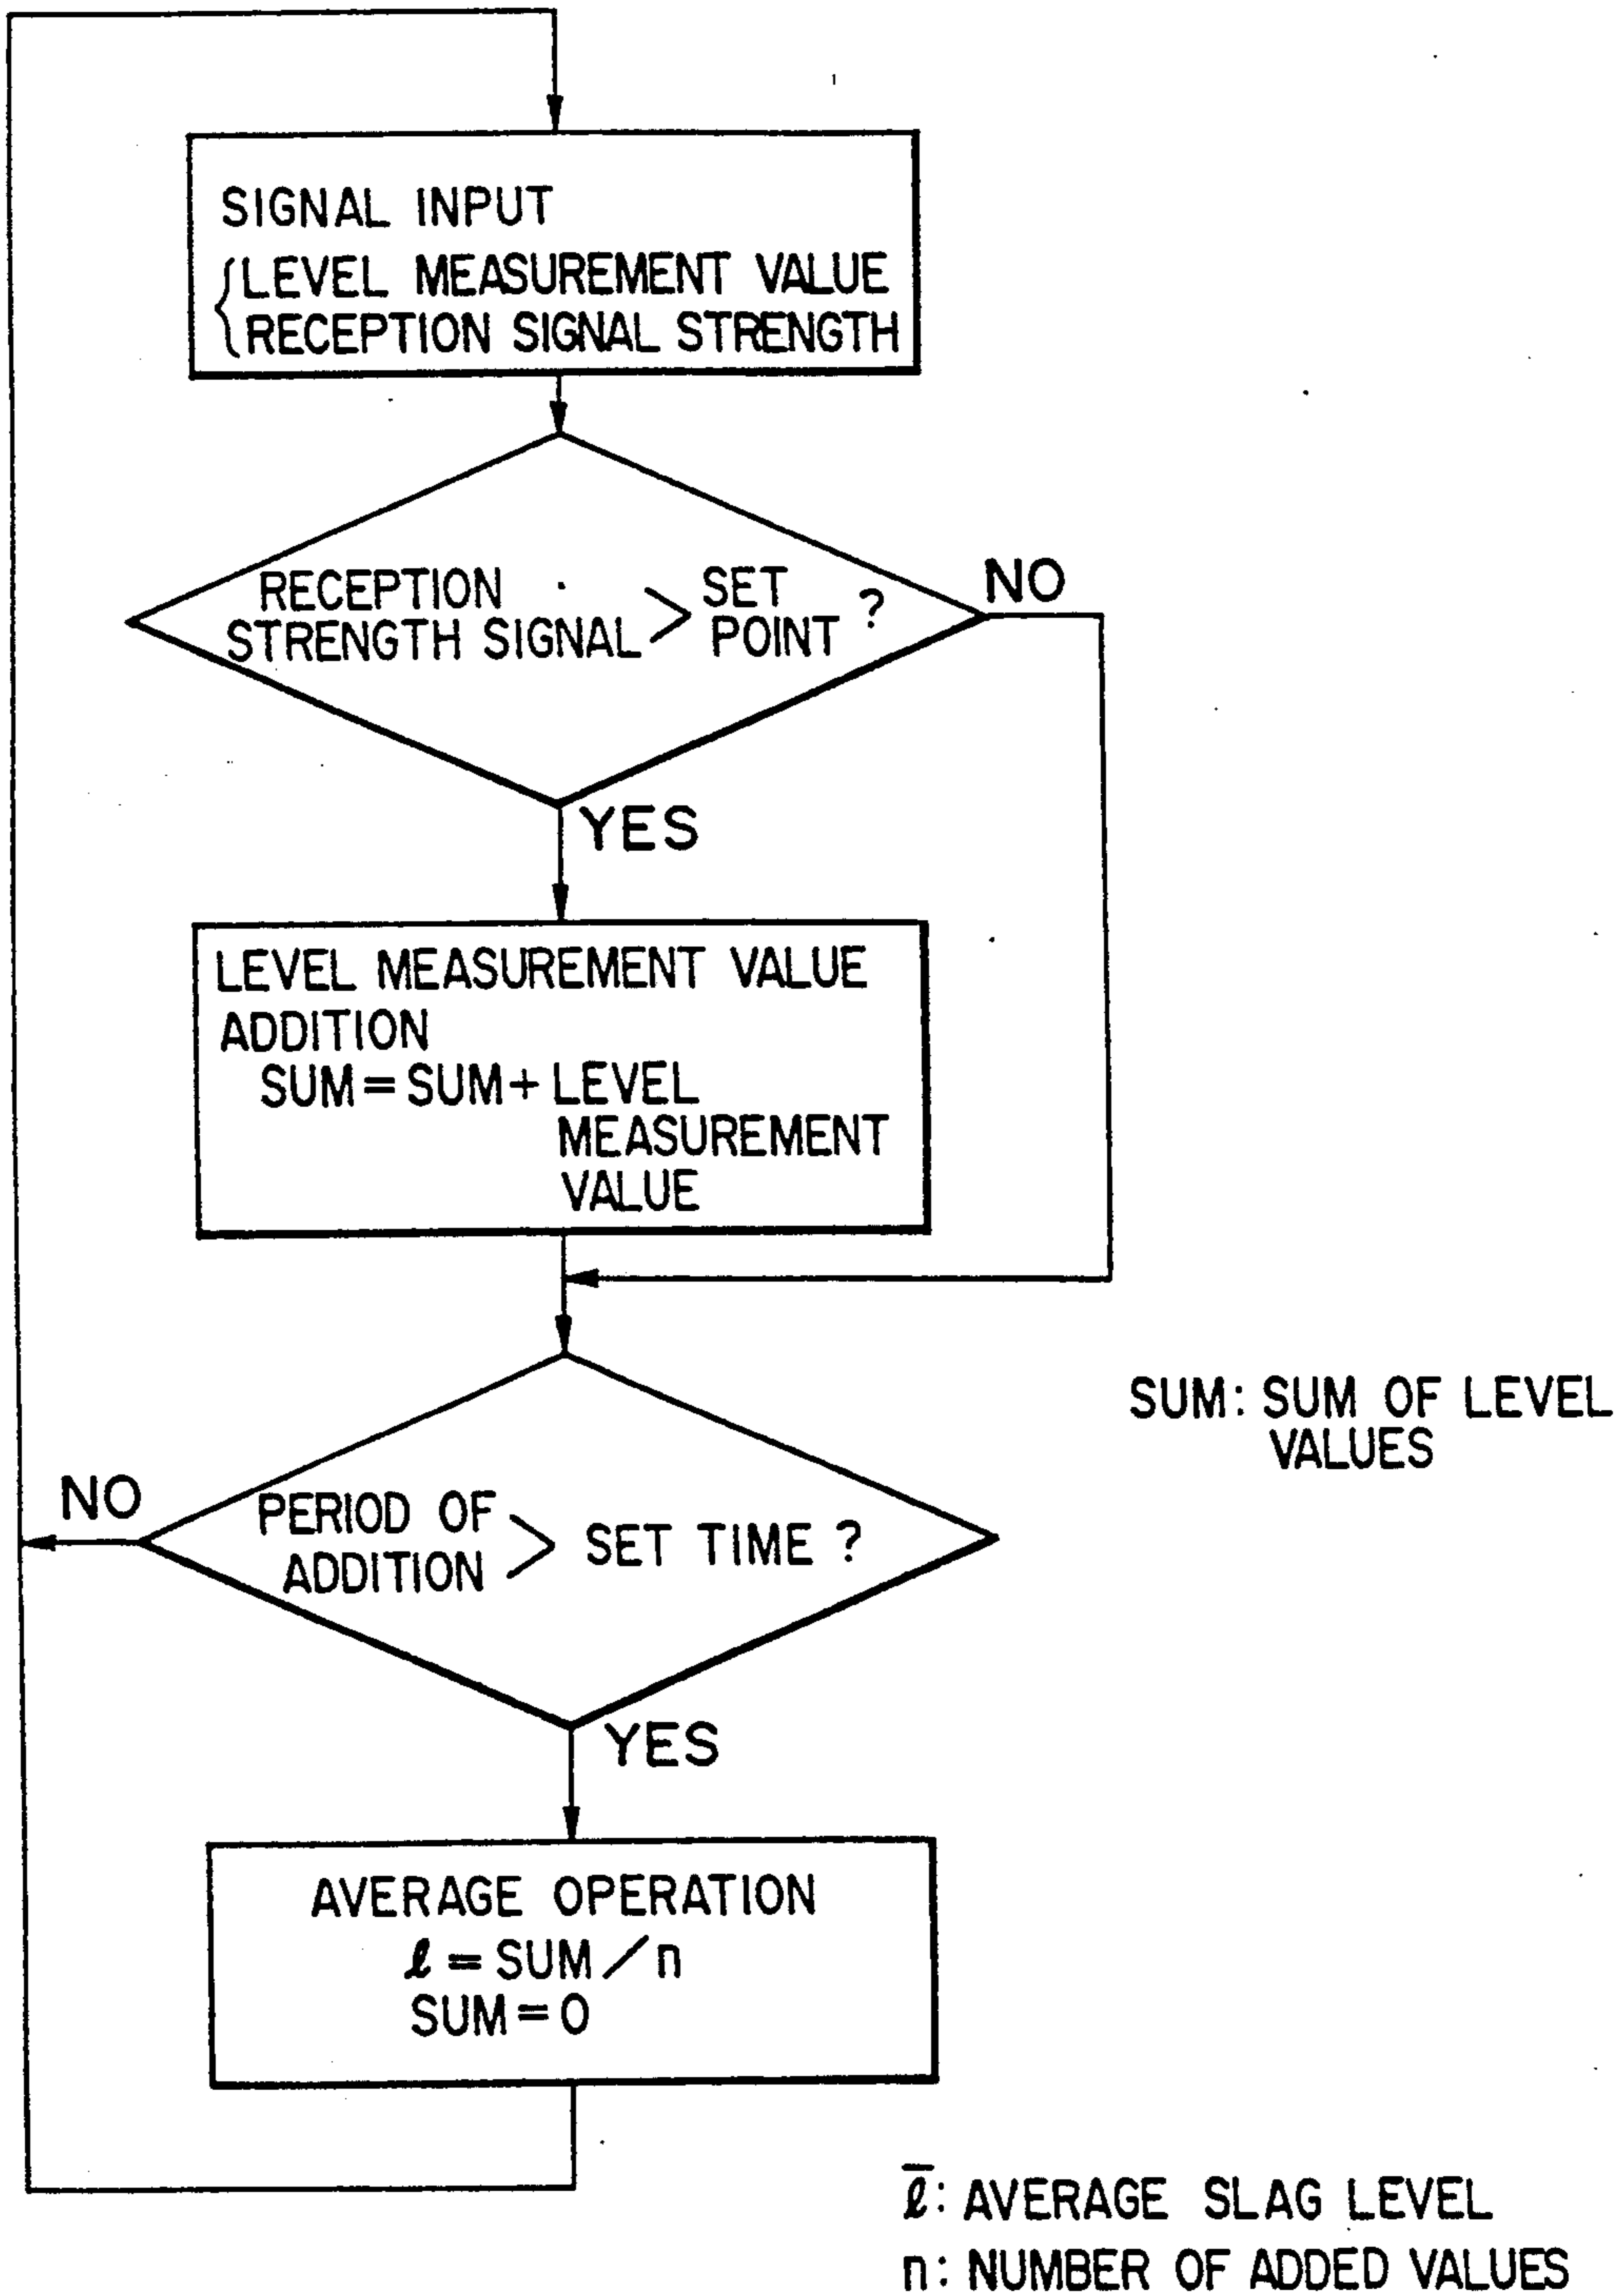 SIGNAL INPUT
LEVEL MEASUREMENT VALUE
RECEPTION SIGNAL STRENGTH
RECEPTION
STRENGTH SIGNAL > SET
POINT ?
NO
YES
LEVEL MEASUREMENT VALUE
ADDITION
SUM = SUM + LEVEL
MEASUREMENT
VALUE
SUM: SUM OF LEVEL
VALUES
NO
PERIOD OF
ADDITION > SET TIME ?
YES
AVERAGE OPERATION
ℓ = SUM / n
SUM = 0
ℓ̅: AVERAGE SLAG LEVEL
n: NUMBER OF ADDED VALUES